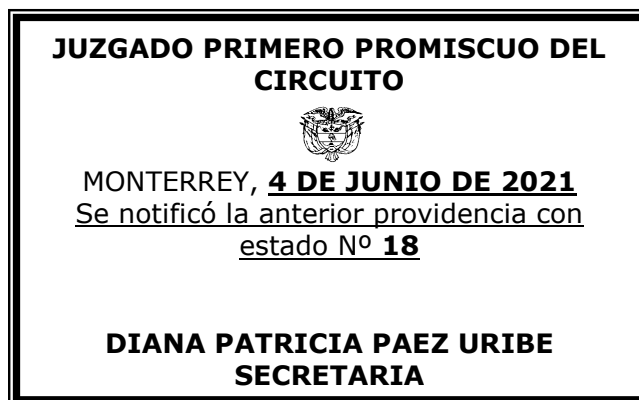 JUZGADO PRIMERO PROMISCUO DEL
CIRCUITO
MONTERREY, 4 DE JUNIO DE 2021
Se notificó la anterior providencia con
estado Nº 18
DIANA PATRICIA PAEZ URIBE
SECRETARIA